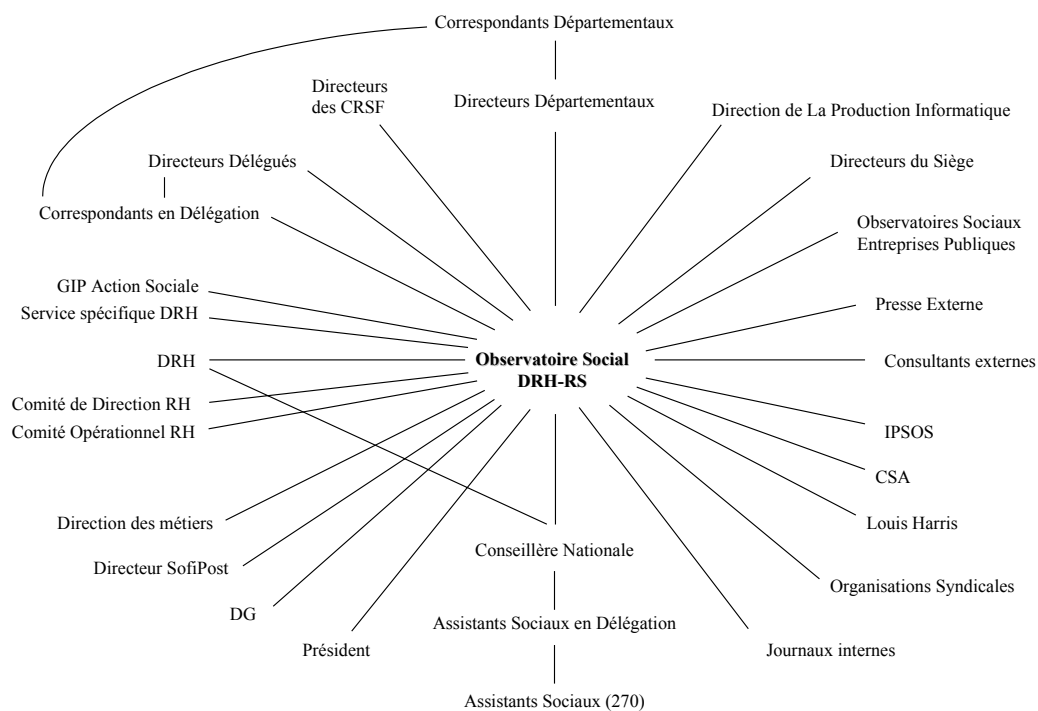 Correspondants Départementaux
Directeurs
des CRSF
Directeurs Départementaux
Direction de La Production Informatique
Directeurs Délégués
Directeurs du Siège
Correspondants en Délégation
Observatoires Sociaux
Entreprises Publiques
GIP Action Sociale
Service spécifique DRH
Presse Externe
DRH
Observatoire Social
DRH-RS
Consultants externes
Comité de Direction RH
Comité Opérationnel RH
IPSOS
CSA
Direction des métiers
Louis Harris
Conseillère Nationale
Directeur SofiPost
Organisations Syndicales
DG
Assistants Sociaux en Délégation
Président
Journaux internes
Assistants Sociaux (270)